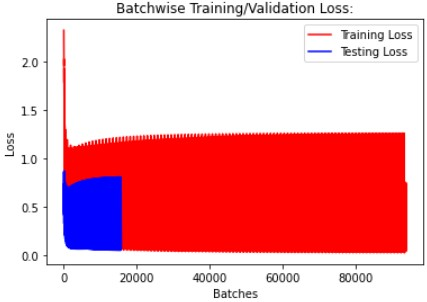 Batchwise Training/Validation Loss:
Training Loss
Testing Loss
2.0
1.5
1.0
0.5
0.0
Loss
0 20000 40000 60000 80000
Batches